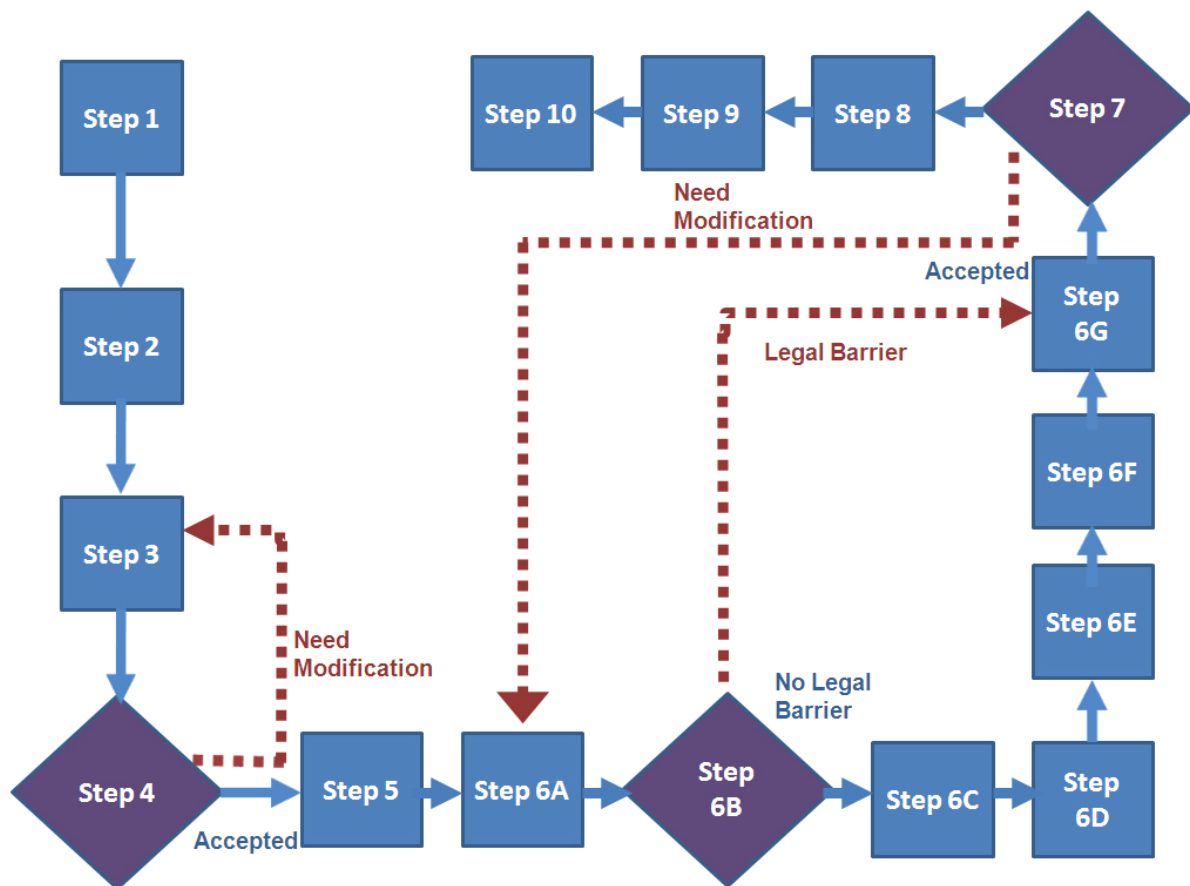 Step 1
Step 2
Step 3
Need
Modification
Step 4
Accepted
Step 5
Step 6A
Step
6B
No Legal
Barrier
Legal Barrier
Step 6C
Step
6D
Step 6E
Step 6F
Step
6G
Accepted
Step 7
Need
Modification
Step 8
Step 9
Step 10